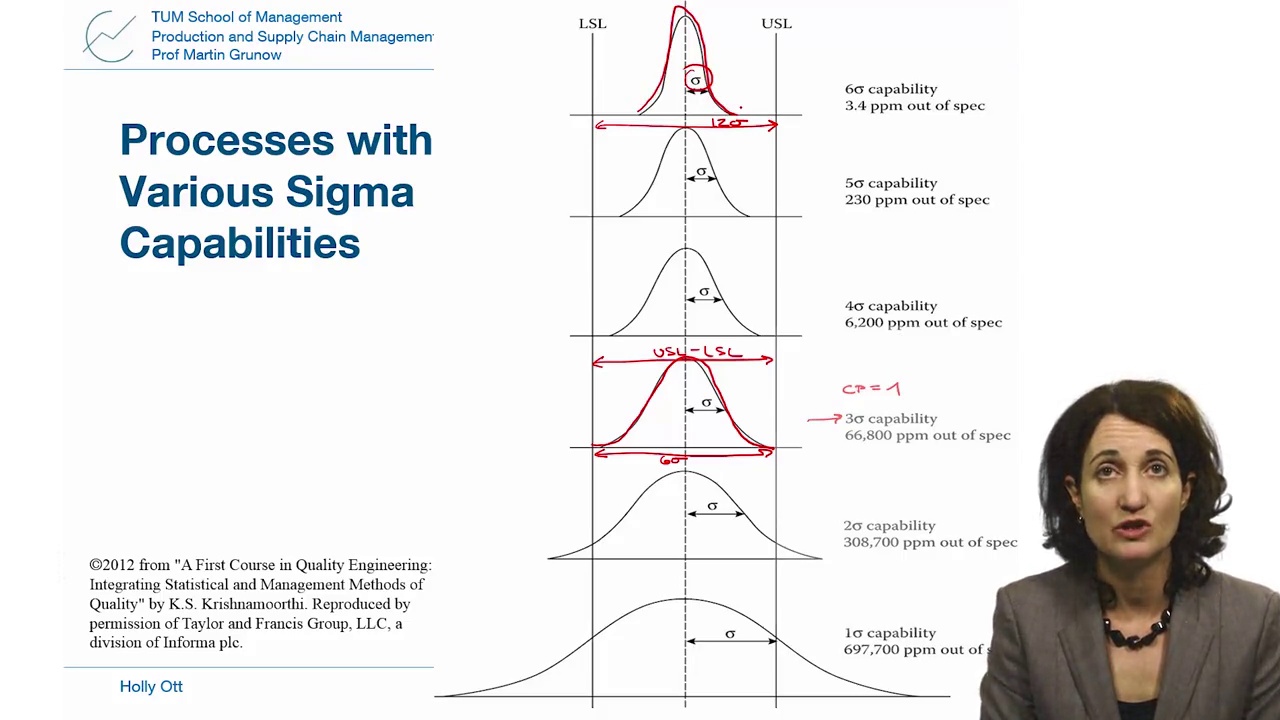 TUM School of Management
Production and Supply Chain Managemen
Prof Martin Grunow
Processes with
Various Sigma
Capabilities
©2012 from "A First Course in Quality Engineering:
Integrating Statistical and Management Methods of
Quality" by K.S. Krishnamoorthi. Reproduced by
permission of Taylor and Francis Group, LLC, a
division of Informa plc.
Holly Ott
LSL
USL
σ
6σ capability
3.4 ppm out of spec
12σ
σ
5σ capability
230 ppm out of spec
σ
4σ capability
6,200 ppm out of spec
USL-LSL
CP=1
σ
3σ capability
66,800 ppm out of spec
6σ
σ
2σ capability
308,700 ppm out of spec
σ
1σ capability
697,700 ppm out of s